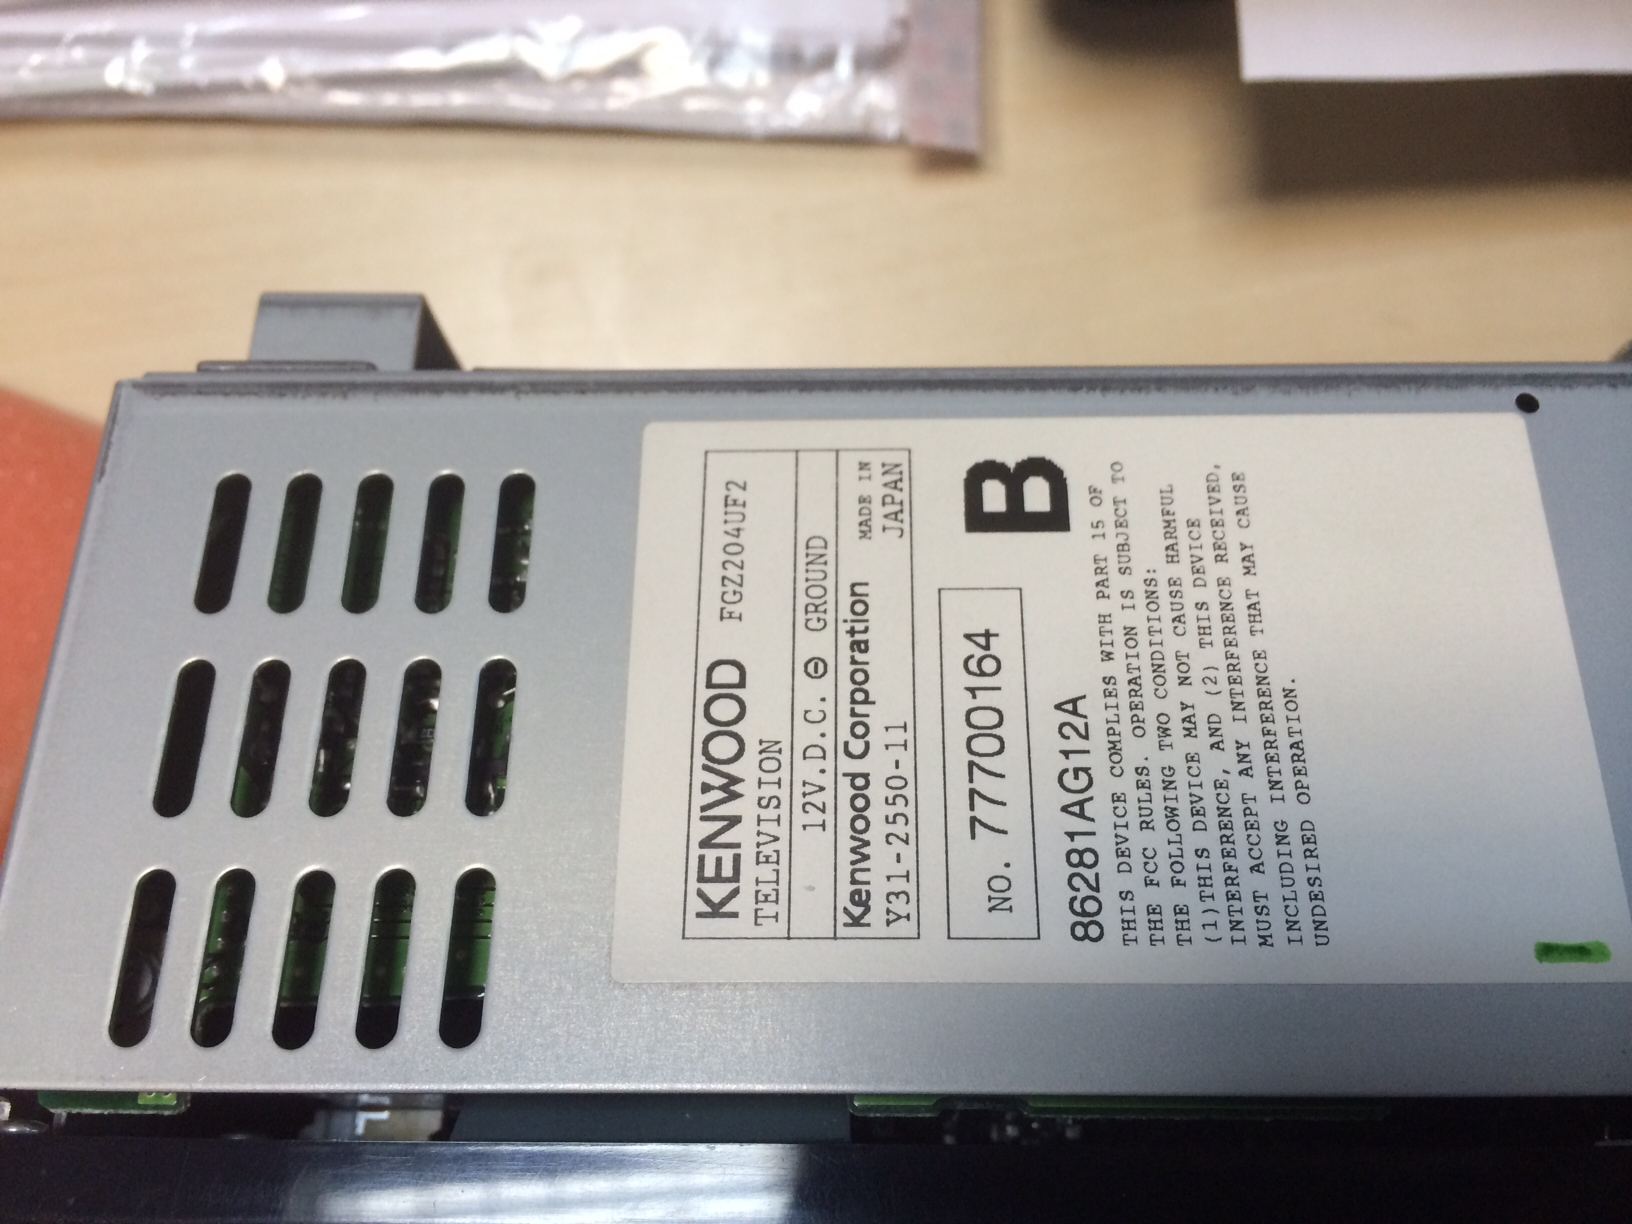 KENWOOD FGZ204UF2
TELEVISION
12V.D.C. ⊖ GROUND
Kenwood Corporation MADE IN
Y31-2550-11 JAPAN
NO. 77700164
B
86281AG12A
THIS DEVICE COMPLIES WITH PART 15 OF
THE FCC RULES. OPERATION IS SUBJECT TO
THE FOLLOWING TWO CONDITIONS:
(1)THIS DEVICE MAY NOT CAUSE HARMFUL
INTERFERENCE, AND (2) THIS DEVICE
MUST ACCEPT ANY INTERFERENCE RECEIVED,
INCLUDING INTERFERENCE THAT MAY CAUSE
UNDESIRED OPERATION.